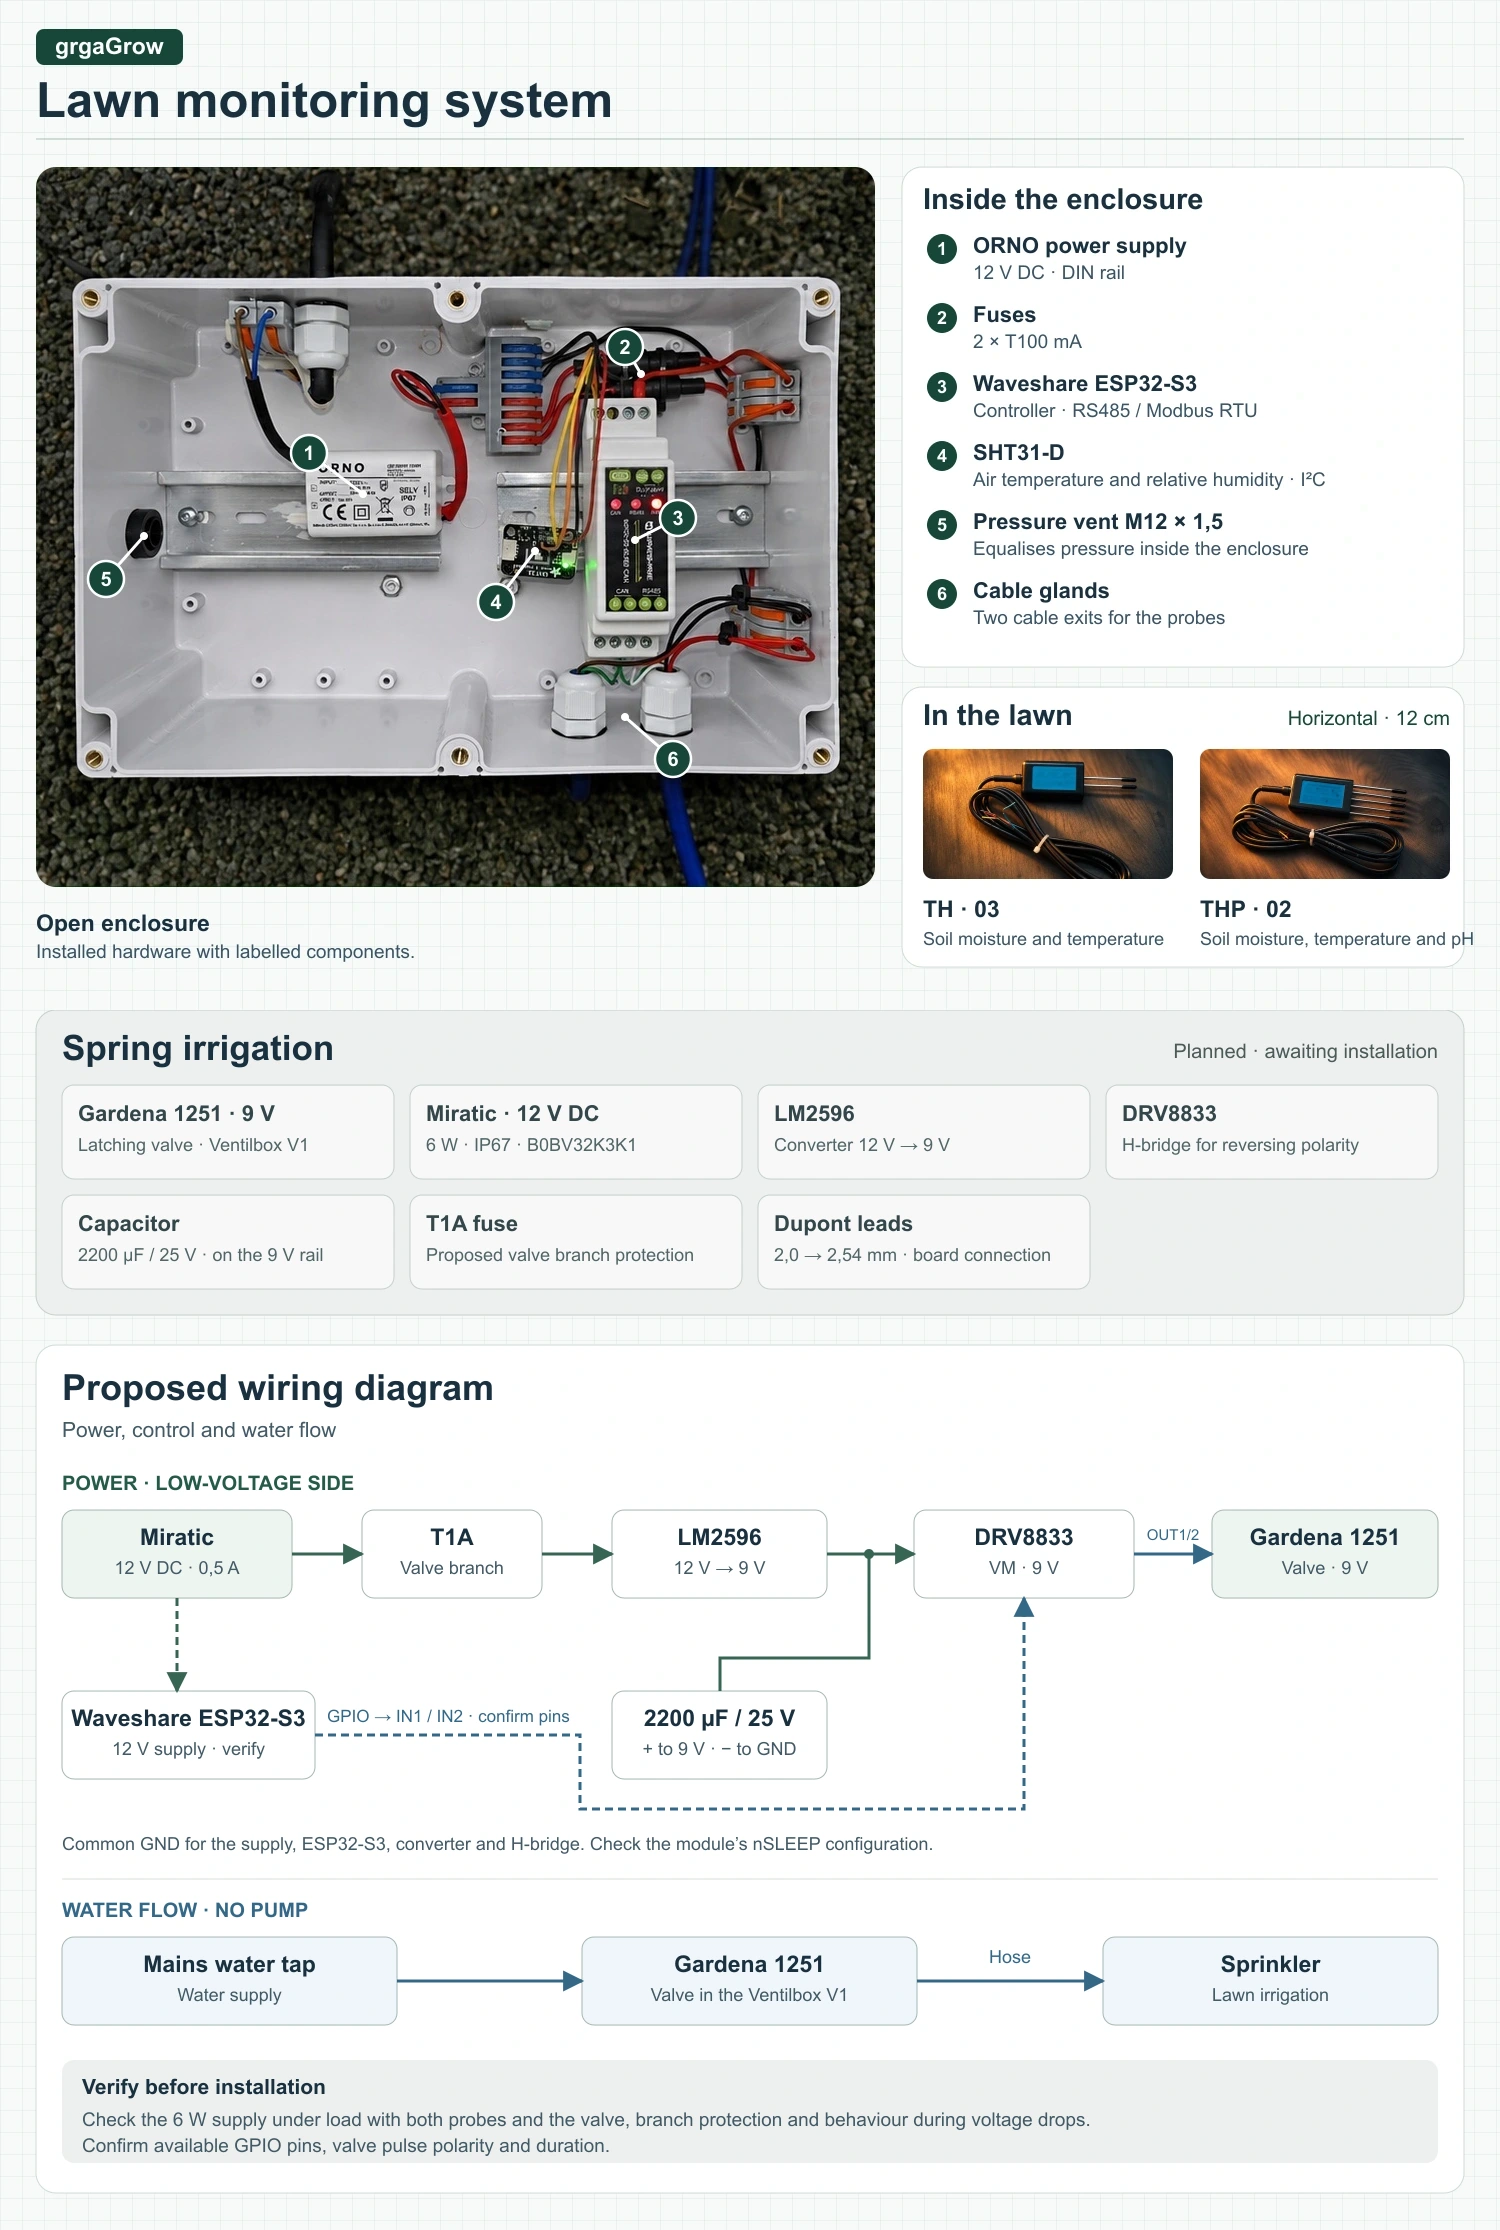 grgaGrow
Lawn monitoring system
1
2
3
4
5
6
ORNO
SELV
IP67
CAN
RS485
Open enclosure
Installed hardware with labelled components.
Inside the enclosure
1 ORNO power supply
12 V DC · DIN rail
2 Fuses
2 × T100 mA
3 Waveshare ESP32-S3
Controller · RS485 / Modbus RTU
4 SHT31-D
Air temperature and relative humidity · I²C
5 Pressure vent M12 × 1,5
Equalises pressure inside the enclosure
6 Cable glands
Two cable exits for the probes
In the lawn
Horizontal · 12 cm
TH · 03
Soil moisture and temperature
THP · 02
Soil moisture, temperature and pH
Spring irrigation
Planned · awaiting installation
Gardena 1251 · 9 V
Latching valve · Ventilbox V1
Miratic · 12 V DC
6 W · IP67 · B0BV32K3K1
LM2596
Converter 12 V → 9 V
DRV8833
H-bridge for reversing polarity
Capacitor
2200 µF / 25 V · on the 9 V rail
T1A fuse
Proposed valve branch protection
Dupont leads
2,0 → 2,54 mm · board connection
Proposed wiring diagram
Power, control and water flow
POWER · LOW-VOLTAGE SIDE
Miratic
12 V DC · 0,5 A
T1A
Valve branch
LM2596
12 V → 9 V
DRV8833
VM · 9 V
OUT1/2
Gardena 1251
Valve · 9 V
Waveshare ESP32-S3
12 V supply · verify
GPIO → IN1 / IN2 · confirm pins
2200 µF / 25 V
+ to 9 V · − to GND
Common GND for the supply, ESP32-S3, converter and H-bridge. Check the module’s nSLEEP configuration.
WATER FLOW · NO PUMP
Mains water tap
Water supply
Gardena 1251
Valve in the Ventilbox V1
Hose
Sprinkler
Lawn irrigation
Verify before installation
Check the 6 W supply under load with both probes and the valve, branch protection and behaviour during voltage drops.
Confirm available GPIO pins, valve pulse polarity and duration.